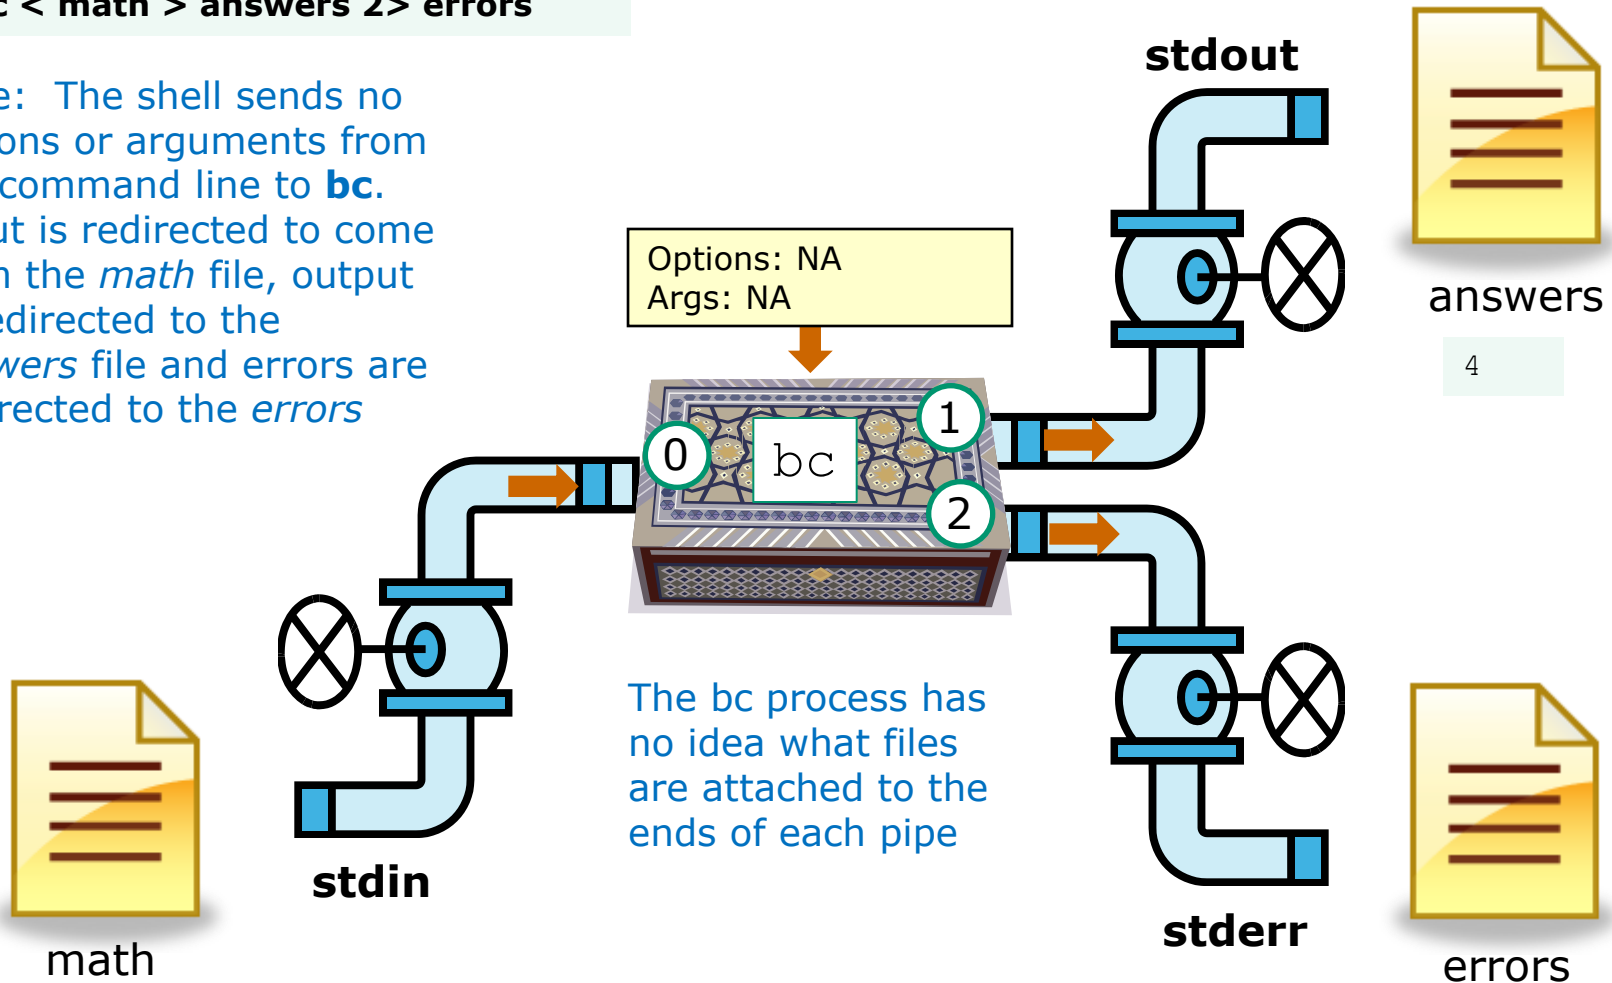 c < math > answers 2> errors
e: The shell sends no
ons or arguments from
command line to bc.
ut is redirected to come
n the math file, output
edirected to the
wers file and errors are
rected to the errors
stdout
answers
4
Options: NA
Args: NA
0
bc
1
2
The bc process has
no idea what files
are attached to the
ends of each pipe
stdin
math
stderr
errors